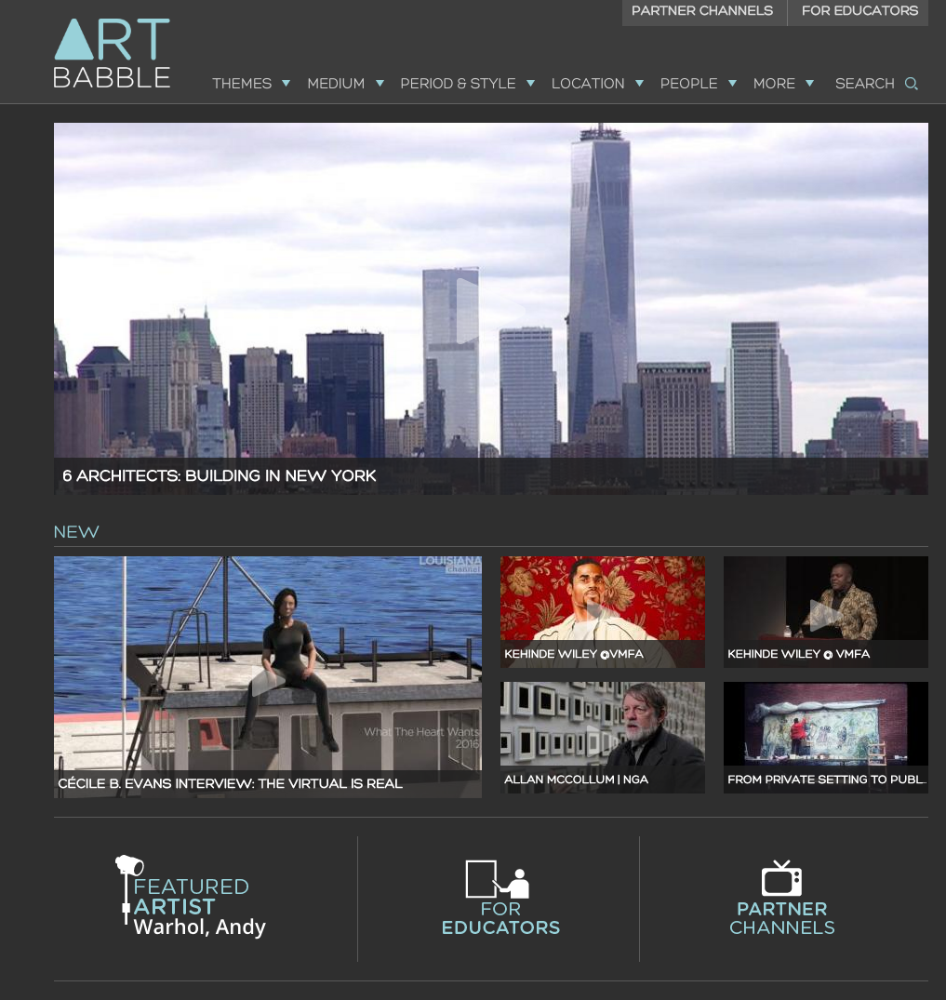 PARTNER CHANNELS
FOR EDUCATORS
ART
BABBLE
THEMES
MEDIUM
PERIOD & STYLE
LOCATION
PEOPLE
MORE
SEARCH
6 ARCHITECTS: BUILDING IN NEW YORK
NEW
LOUISIANA
channel
What The Heart Wants
2016
CÉCILE B. EVANS INTERVIEW: THE VIRTUAL IS REAL
KEHINDE WILEY @VMFA
KEHINDE WILEY @ VMFA
ALLAN MCCOLLUM | NGA
FROM PRIVATE SETTING TO PUBL...
FEATURED
ARTIST
Warhol, Andy
FOR
EDUCATORS
PARTNER
CHANNELS